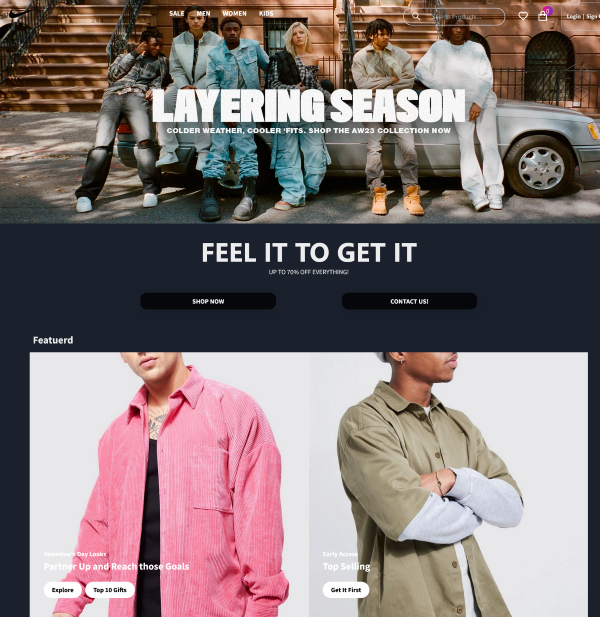 SALE MEN WOMEN KIDS Search Products... 0 Login | Sign
LAYERING SEASON
COLDER WEATHER, COOLER 'FITS. SHOP THE AW23 COLLECTION NOW
FEEL IT TO GET IT
UP TO 70% OFF EVERYTHING!
SHOP NOW CONTACT US!
Featuerd
Valentine's Day Looks
Partner Up and Reach those Goals
Explore Top 10 Gifts
Early Access
Top Selling
Get It First